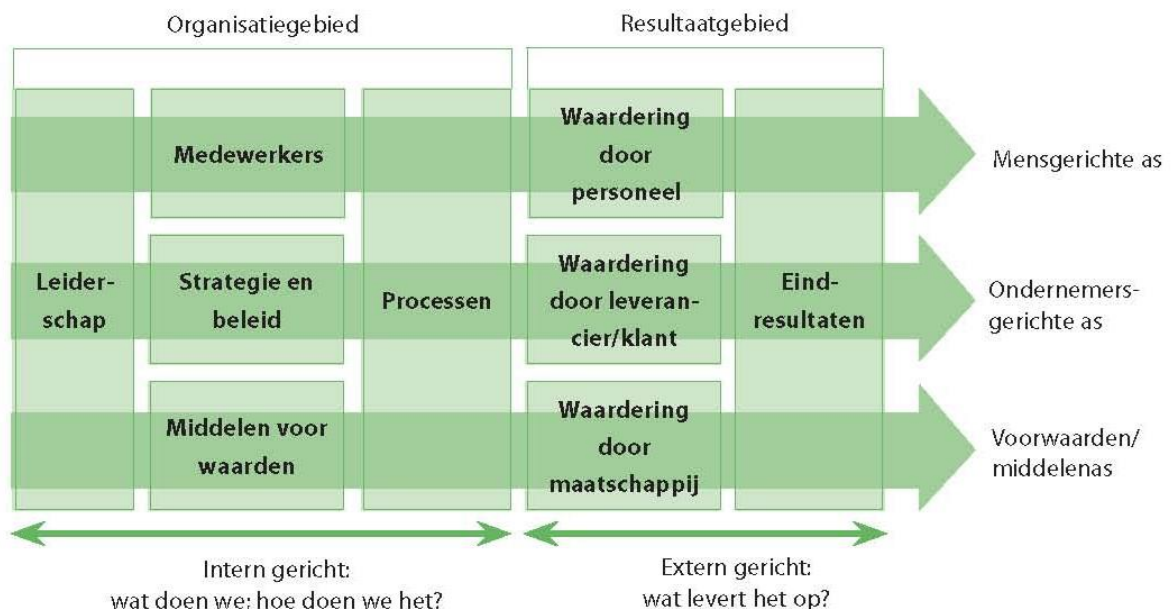 Organisatiegebied
Resultaatgebied
Medewerkers
Waardering
door
personeel
Mensgerichte as
Leider-
schap
Strategie en
beleid
Processen
Waardering
door leveran-
cier/klant
Eind-
resultaten
Ondernemers-
gerichte as
Middelen voor
waarden
Waardering
door
maatschappij
Voorwaarden/
middelenas
Intern gericht:
wat doen we; hoe doen we het?
Extern gericht:
wat levert het op?